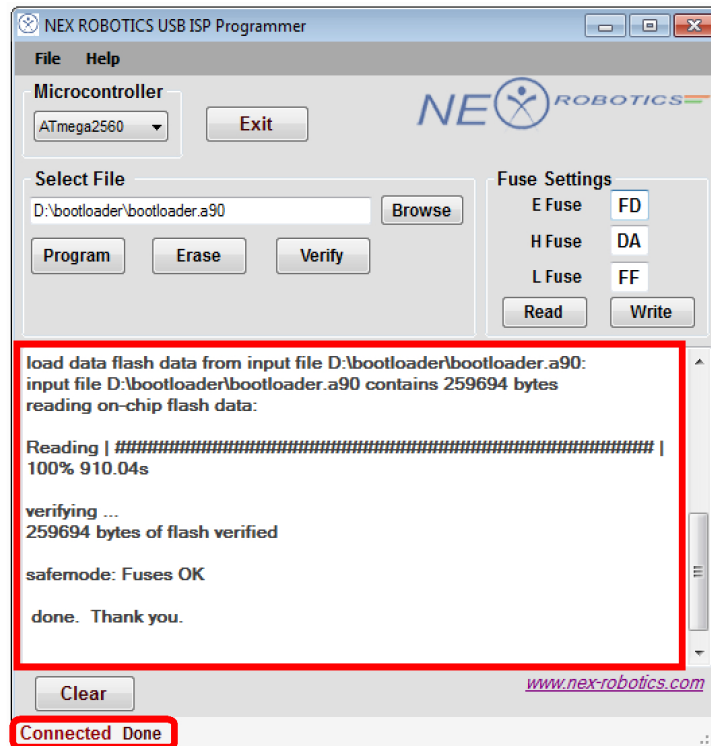 NEX ROBOTICS USB ISP Programmer
File Help
Microcontroller
ATmega2560
Exit
NEX ROBOTICS
Select File
D:\bootloader\bootloader.a90
Browse
Program Erase Verify
Fuse Settings
E Fuse FD
H Fuse DA
L Fuse FF
Read Write
load data flash data from input file D:\bootloader\bootloader.a90:
input file D:\bootloader\bootloader.a90 contains 259694 bytes
reading on-chip flash data:
Reading | ################################################## |
100% 910.04s
verifying ...
259694 bytes of flash verified
safemode: Fuses OK
done. Thank you.
Clear
www.nex-robotics.com
Connected Done